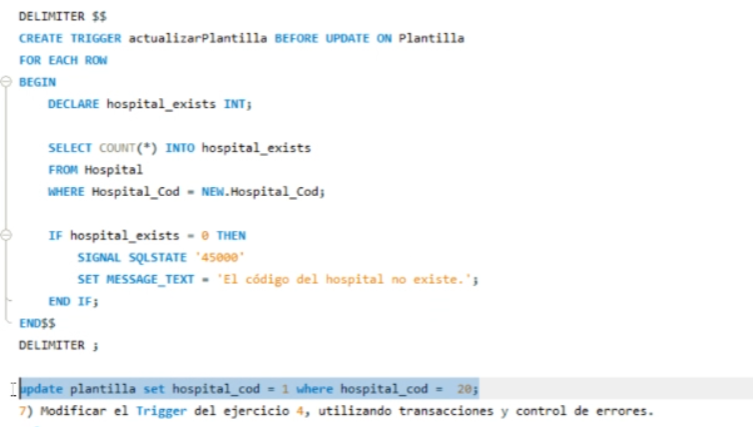 DELIMITER $$
CREATE TRIGGER actualizarPlantilla BEFORE UPDATE ON Plantilla
FOR EACH ROW
BEGIN
DECLARE hospital_exists INT;
SELECT COUNT(*) INTO hospital_exists
FROM Hospital
WHERE Hospital_Cod = NEW.Hospital_Cod;
IF hospital_exists = 0 THEN
SIGNAL SQLSTATE '45000'
SET MESSAGE_TEXT = 'El código del hospital no existe.';
END IF;
END$$
DELIMITER ;
update plantilla set hospital_cod = 1 where hospital_cod =  20;
7) Modificar el Trigger del ejercicio 4, utilizando transacciones y control de errores.